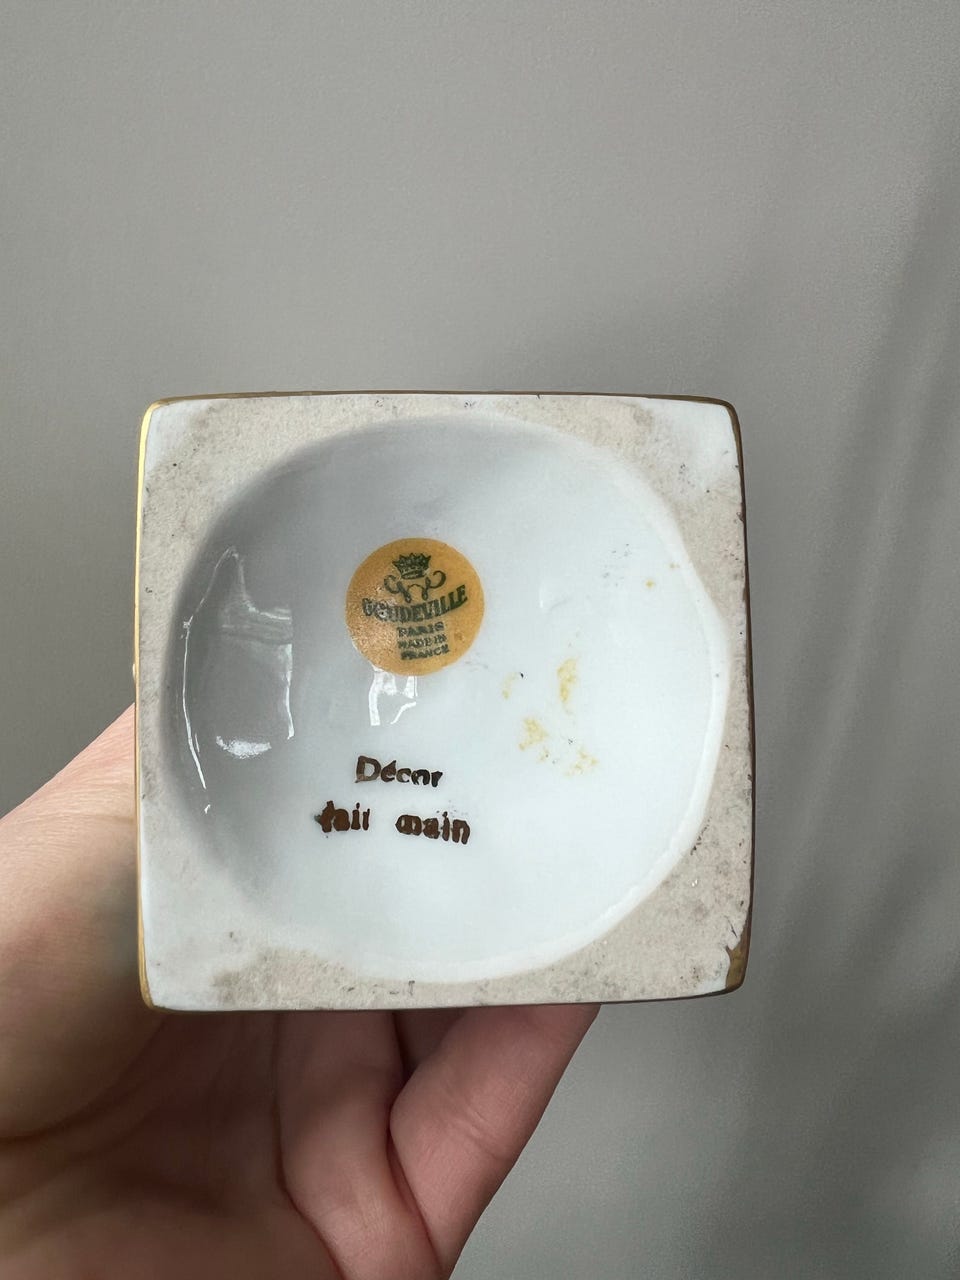 GOUDEVILLE
PARIS
MADE IN
FRANCE
Décor
fait main